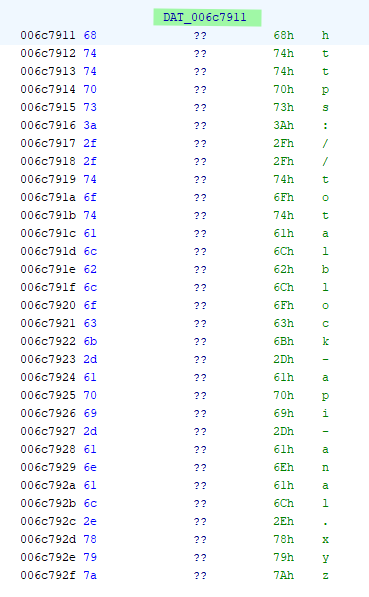 DAT_006c7911
006c7911 68 ?? 68h h
006c7912 74 ?? 74h t
006c7913 74 ?? 74h t
006c7914 70 ?? 70h p
006c7915 73 ?? 73h s
006c7916 3a ?? 3Ah :
006c7917 2f ?? 2Fh /
006c7918 2f ?? 2Fh /
006c7919 74 ?? 74h t
006c791a 6f ?? 6Fh o
006c791b 74 ?? 74h t
006c791c 61 ?? 61h a
006c791d 6c ?? 6Ch l
006c791e 62 ?? 62h b
006c791f 6c ?? 6Ch l
006c7920 6f ?? 6Fh o
006c7921 63 ?? 63h c
006c7922 6b ?? 6Bh k
006c7923 2d ?? 2Dh -
006c7924 61 ?? 61h a
006c7925 70 ?? 70h p
006c7926 69 ?? 69h i
006c7927 2d ?? 2Dh -
006c7928 61 ?? 61h a
006c7929 6e ?? 6Eh n
006c792a 61 ?? 61h a
006c792b 6c ?? 6Ch l
006c792c 2e ?? 2Eh .
006c792d 78 ?? 78h x
006c792e 79 ?? 79h y
006c792f 7a ?? 7Ah z